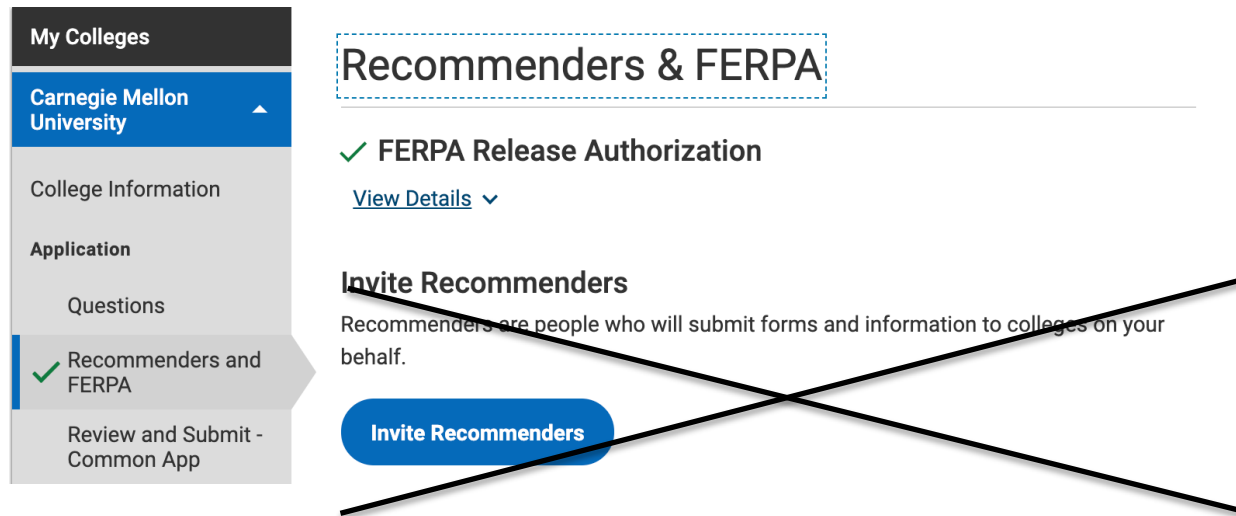 My Colleges
Carnegie Mellon
University
College Information
Application
Questions
Recommenders and
FERPA
Review and Submit -
Common App
Recommenders & FERPA
FERPA Release Authorization
View Details
Invite Recommenders
Recommenders are people who will submit forms and information to colleges on your
behalf.
Invite Recommenders